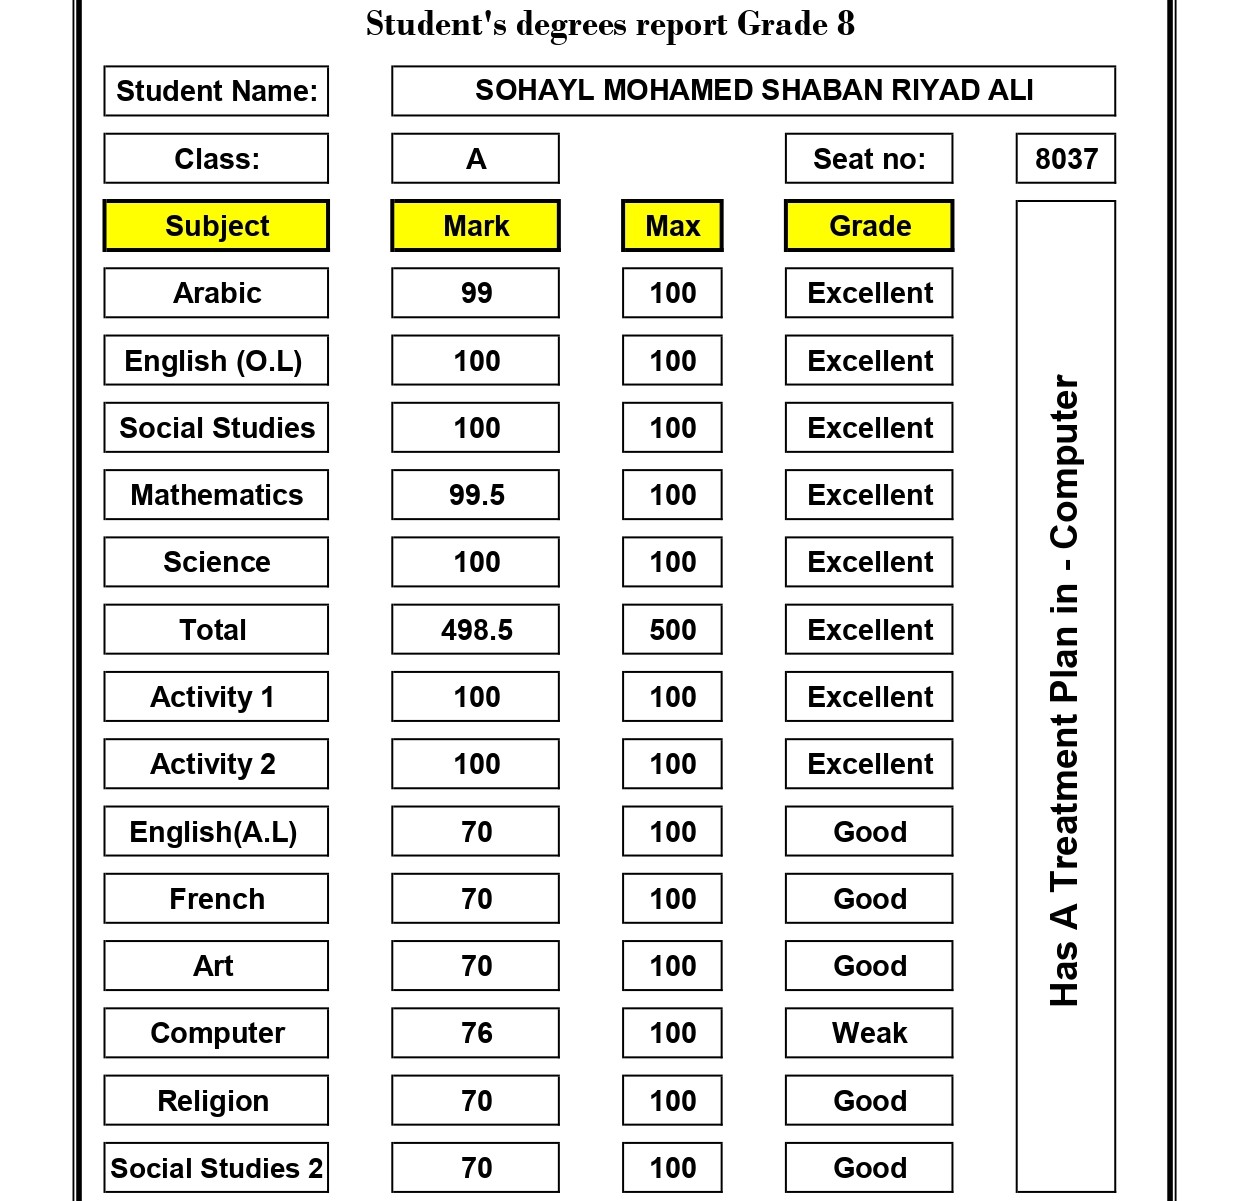 Student's degrees report Grade 8
Student Name: SOHAYL MOHAMED SHABAN RIYAD ALI
Class: A Seat no: 8037
Subject Mark Max Grade
Arabic 99 100 Excellent
English (O.L) 100 100 Excellent
Social Studies 100 100 Excellent
Mathematics 99.5 100 Excellent
Science 100 100 Excellent
Total 498.5 500 Excellent
Activity 1 100 100 Excellent
Activity 2 100 100 Excellent
English(A.L) 70 100 Good
French 70 100 Good
Art 70 100 Good
Computer 76 100 Weak
Religion 70 100 Good
Social Studies 2 70 100 Good
Has A Treatment Plan in - Computer